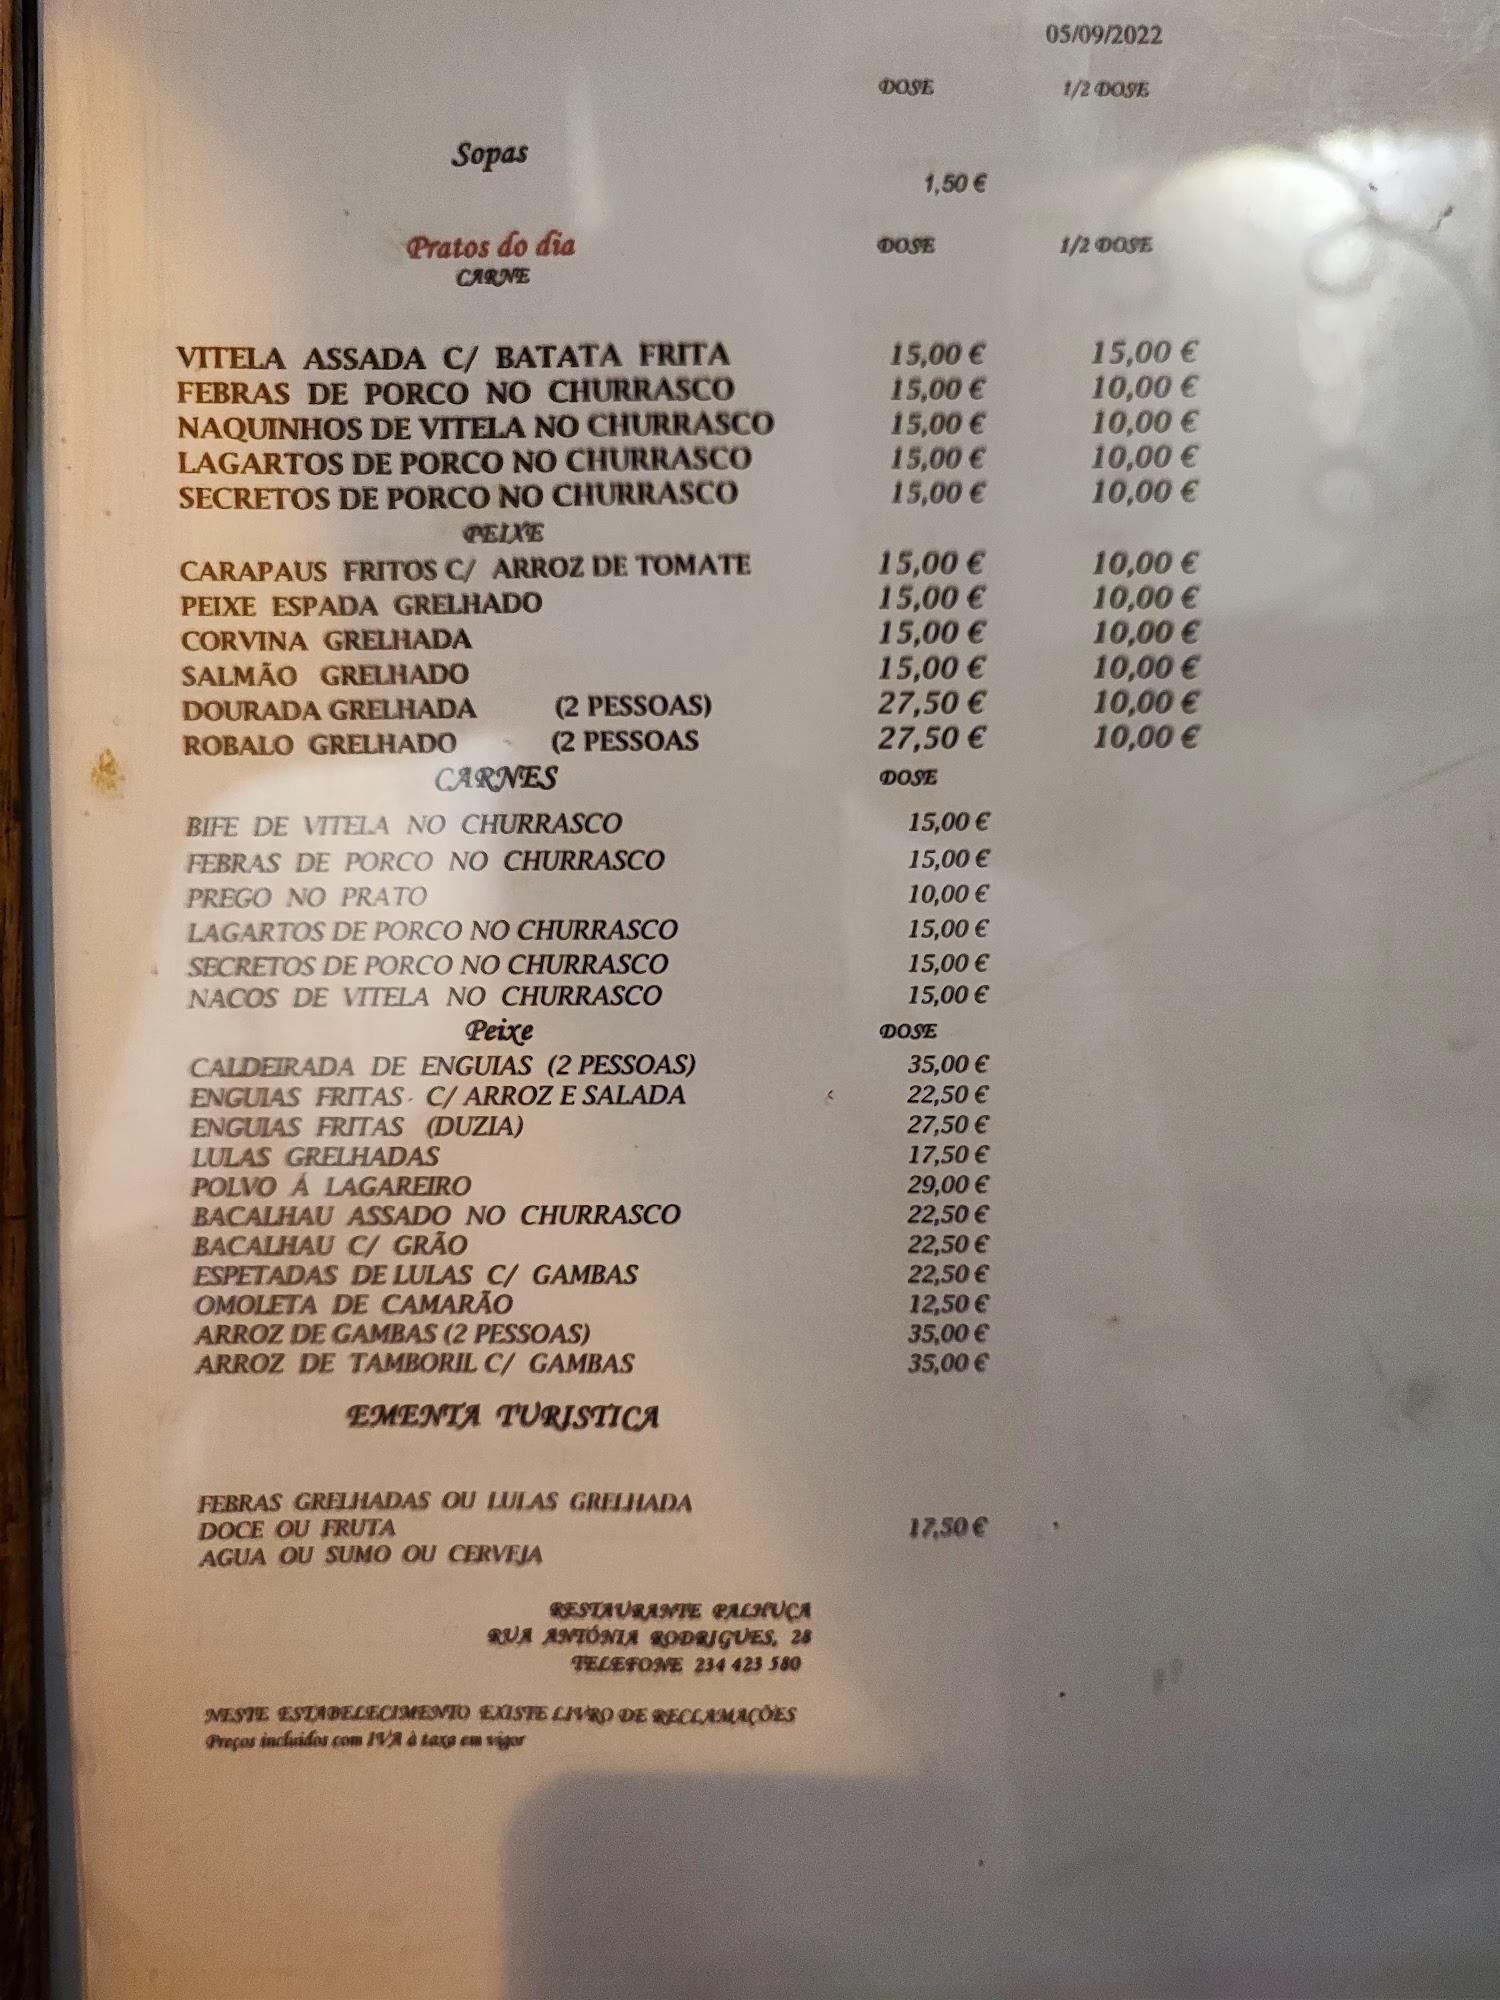 05/09/2022
DOSE 1/2 DOSE
Sopas
1,50 €
Pratos do dia DOSE 1/2 DOSE
CARNE
VITELA ASSADA C/ BATATA FRITA 15,00 € 15,00 €
FEBRAS DE PORCO NO CHURRASCO 15,00 € 10,00 €
NAQUINHOS DE VITELA NO CHURRASCO 15,00 € 10,00 €
LAGARTOS DE PORCO NO CHURRASCO 15,00 € 10,00 €
SECRETOS DE PORCO NO CHURRASCO 15,00 € 10,00 €
PEIXE
CARAPAUS FRITOS C/ ARROZ DE TOMATE 15,00 € 10,00 €
PEIXE ESPADA GRELHADO 15,00 € 10,00 €
CORVINA GRELHADA 15,00 € 10,00 €
SALMÃO GRELHADO 15,00 € 10,00 €
DOURADA GRELHADA (2 PESSOAS) 27,50 € 10,00 €
ROBALO GRELHADO (2 PESSOAS 27,50 € 10,00 €
CARNES DOSE
BIFE DE VITELA NO CHURRASCO 15,00 €
FEBRAS DE PORCO NO CHURRASCO 15,00 €
PREGO NO PRATO 10,00 €
LAGARTOS DE PORCO NO CHURRASCO 15,00 €
SECRETOS DE PORCO NO CHURRASCO 15,00 €
NACOS DE VITELA NO CHURRASCO 15,00 €
Peixe DOSE
CALDEIRADA DE ENGUIAS (2 PESSOAS) 35,00 €
ENGUIAS FRITAS C/ ARROZ E SALADA 22,50 €
ENGUIAS FRITAS (DUZIA) 27,50 €
LULAS GRELHADAS 17,50 €
POLVO Á LAGAREIRO 29,00 €
BACALHAU ASSADO NO CHURRASCO 22,50 €
BACALHAU C/ GRÃO 22,50 €
ESPETADAS DE LULAS C/ GAMBAS 22,50 €
OMOLETA DE CAMARÃO 12,50 €
ARROZ DE GAMBAS (2 PESSOAS) 35,00 €
ARROZ DE TAMBORIL C/ GAMBAS 35,00 €
EMENTA TURISTICA
FEBRAS GRELHADAS OU LULAS GRELHADA
DOCE OU FRUTA 17,50 €
AGUA OU SUMO OU CERVEJA
RESTAURANTE PALHUÇA
RUA ANTÓNIA RODRIGUES, 28
TELEFONE 234 423 580
NESTE ESTABELECIMENTO EXISTE LIVRO DE RECLAMAÇÕES
Preços incluidos com IVA à taxa em vigor